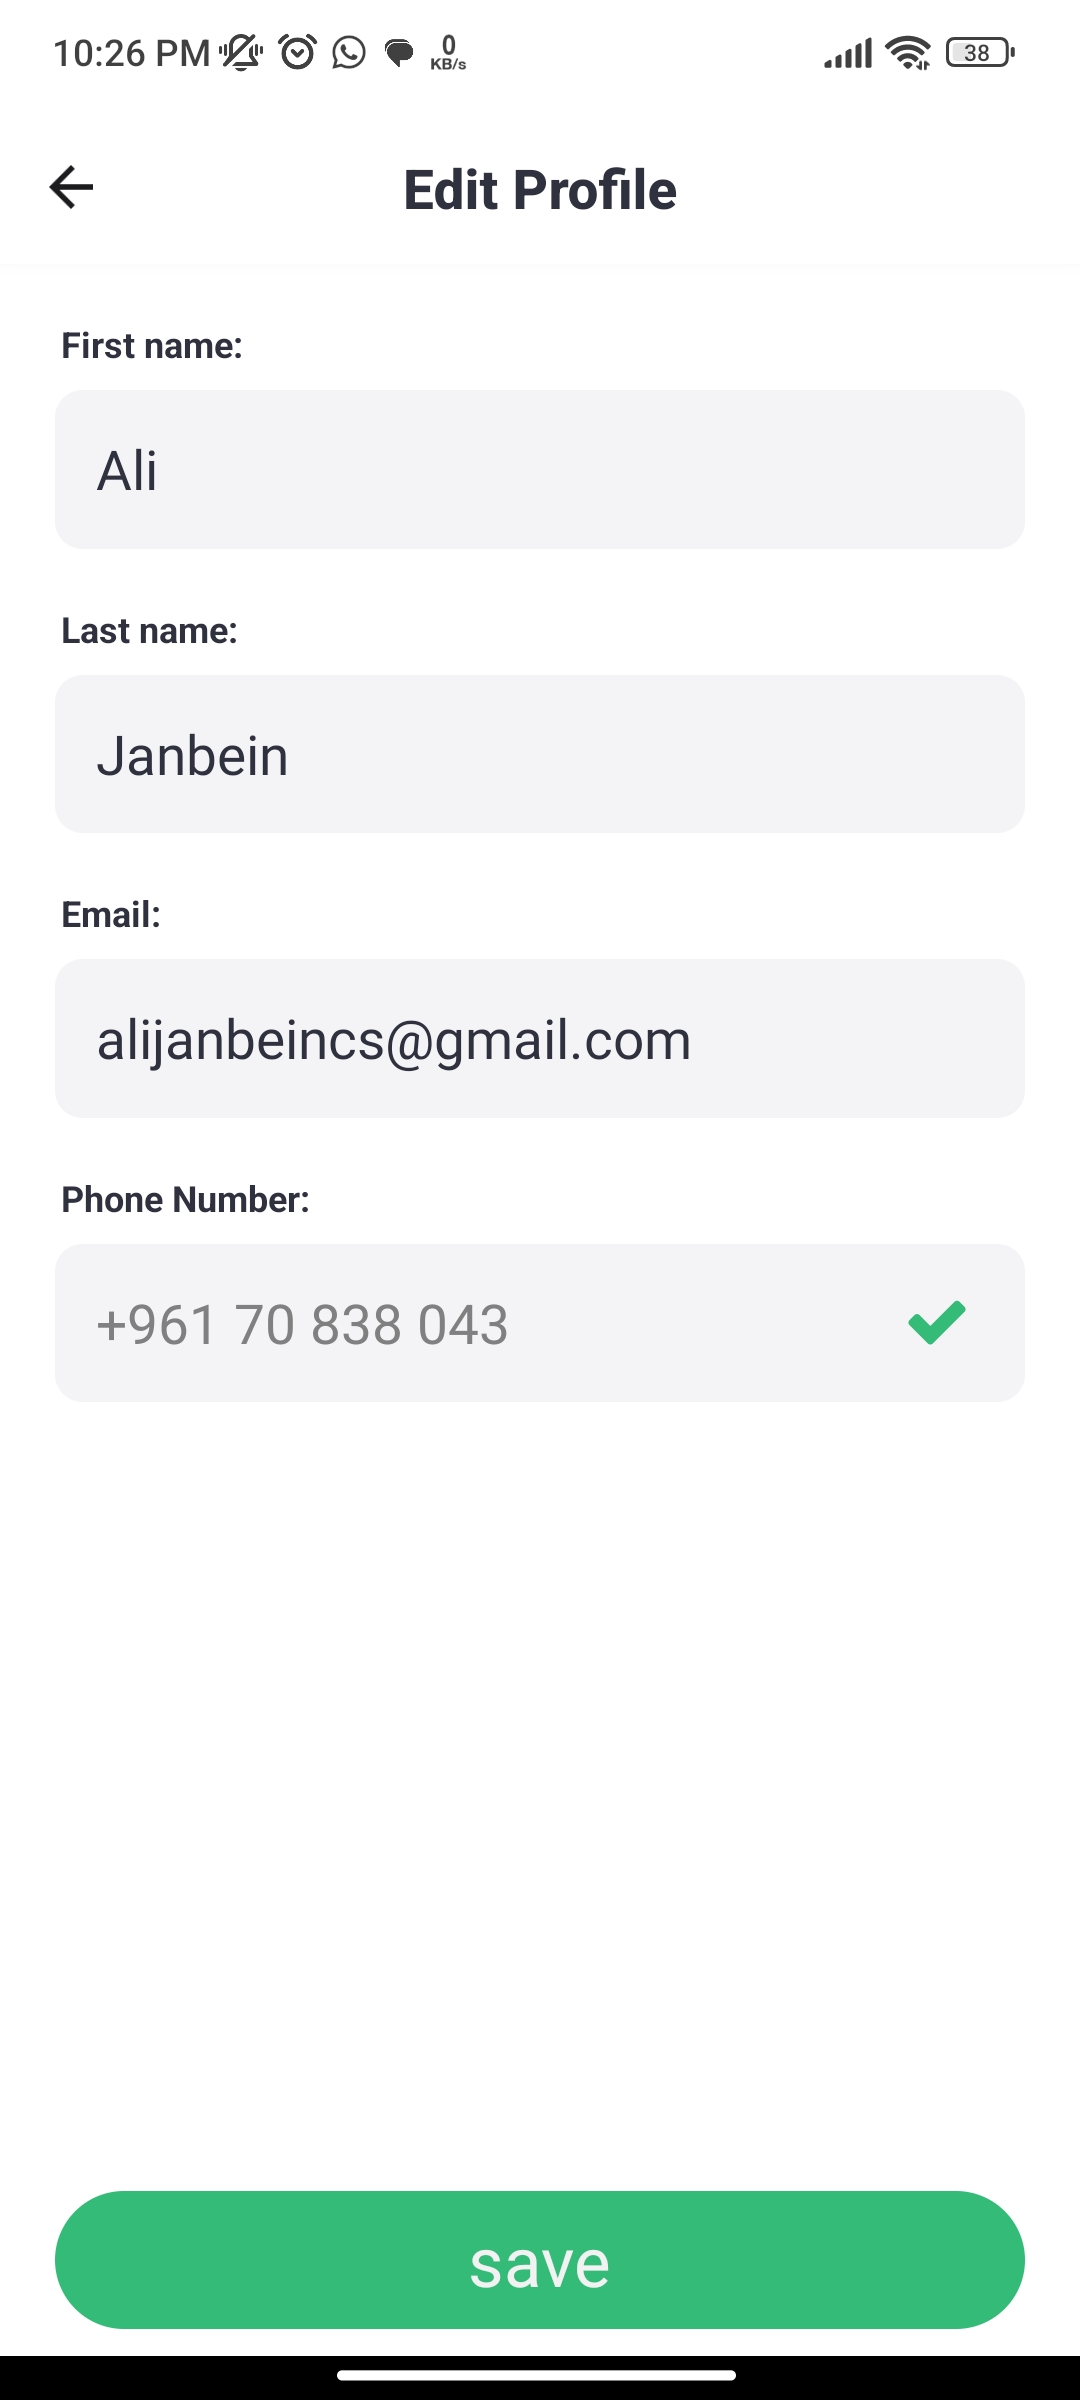 10:26 PM 0 KB/s 38
Edit Profile
First name:
Ali
Last name:
Janbein
Email:
alijanbeincs@gmail.com
Phone Number:
+961 70 838 043
save